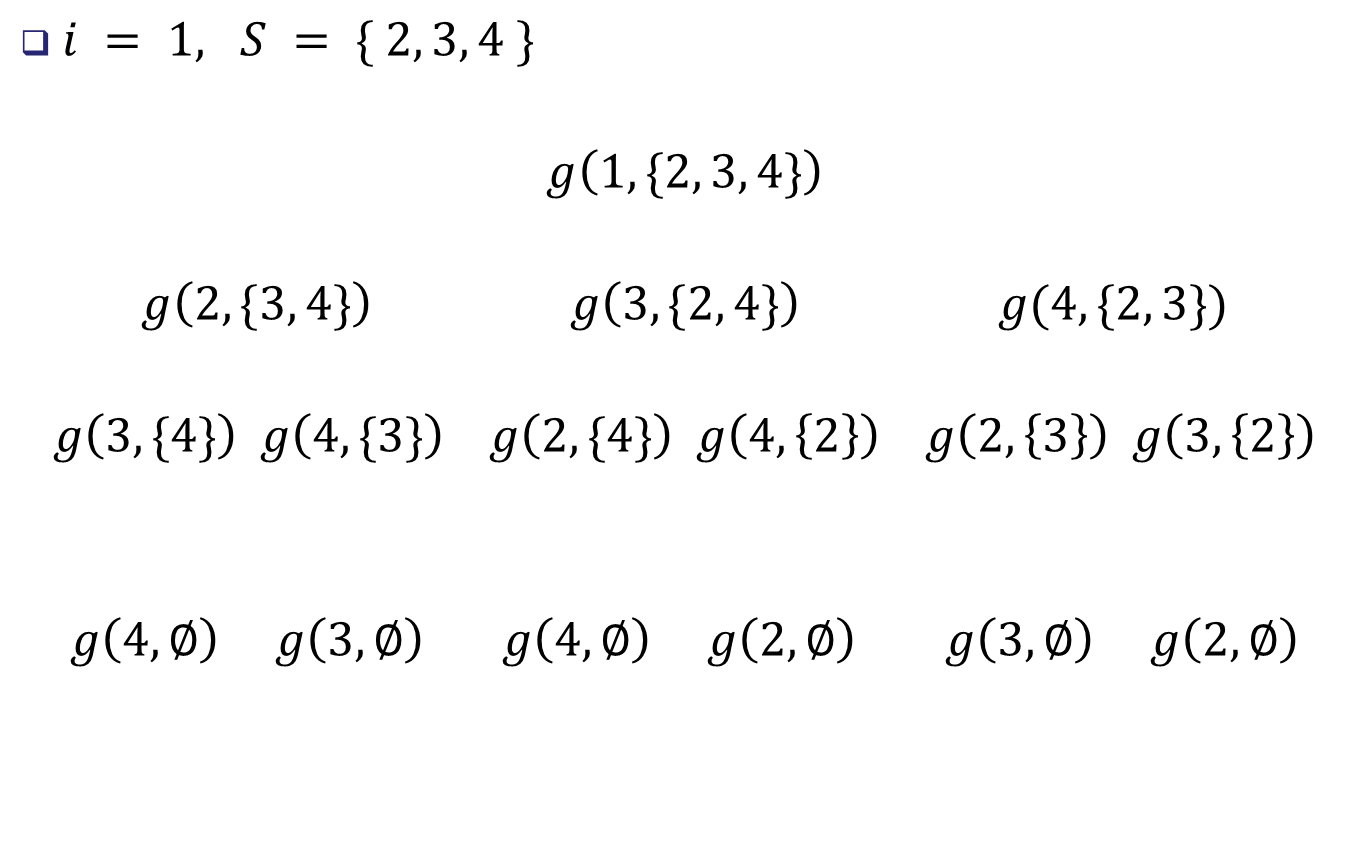 ❑ i = 1, S = { 2, 3, 4 }
g(1, {2, 3, 4})
g(2, {3, 4}) g(3, {2, 4}) g(4, {2, 3})
g(3, {4}) g(4, {3}) g(2, {4}) g(4, {2}) g(2, {3}) g(3, {2})
g(4, ∅) g(3, ∅) g(4, ∅) g(2, ∅) g(3, ∅) g(2, ∅)